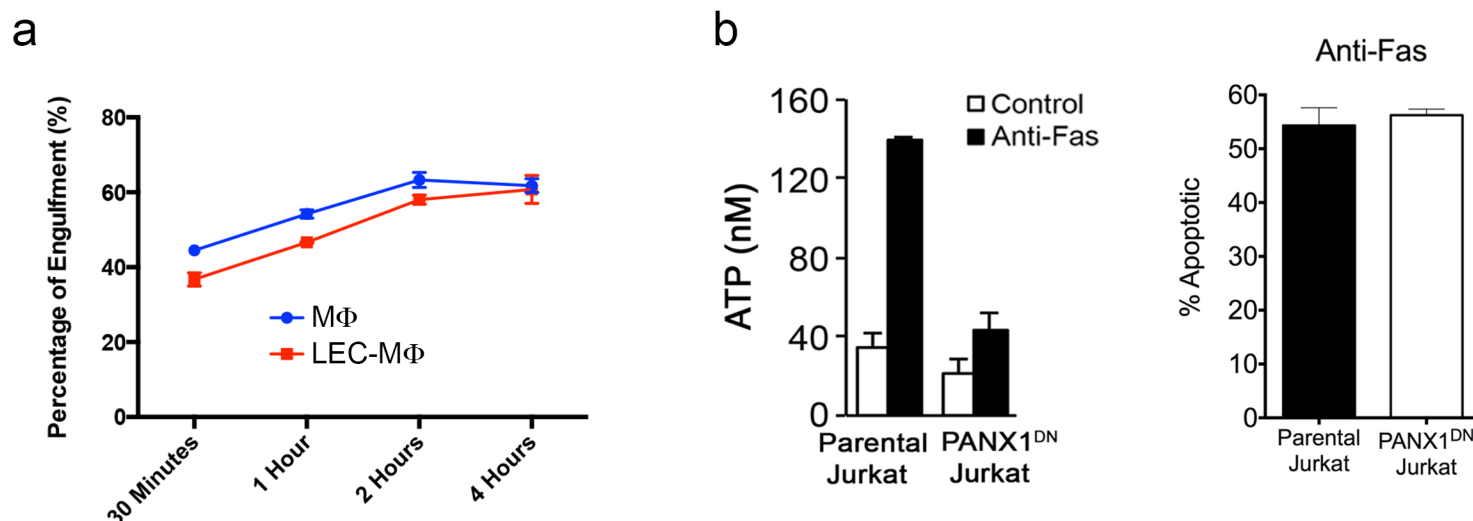 a
Percentage of Engulfment (%)
80
60
40
20
0
MΦ
LEC-MΦ
30 Minutes
1 Hour
2 Hours
4 Hours
b
ATP (nM)
160
120
80
40
0
Control
Anti-Fas
Parental
Jurkat
PANX1ᴰᴺ
Jurkat
Anti-Fas
% Apoptotic
60
50
40
30
20
10
0
Parental
Jurkat
PANX1ᴰᴺ
Jurkat